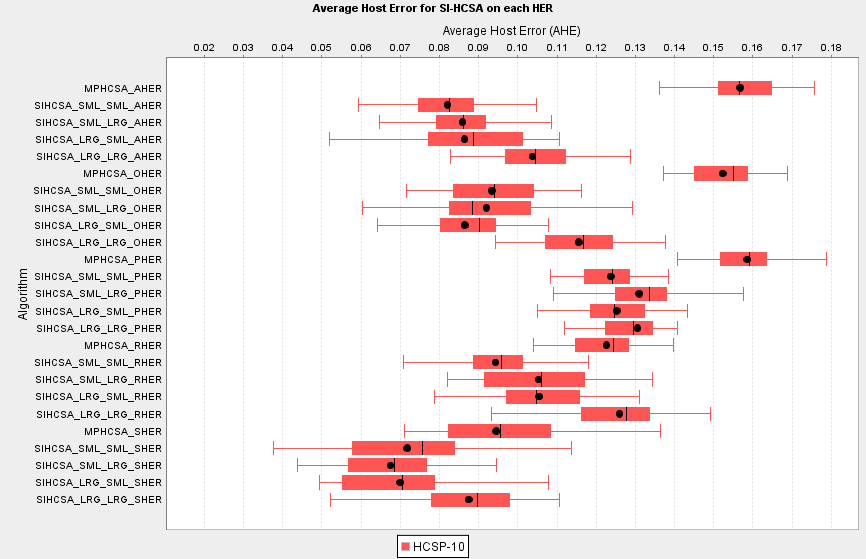 Average Host Error for SI-HCSA on each HER
Average Host Error (AHE)
0.02 0.03 0.04 0.05 0.06 0.07 0.08 0.09 0.10 0.11 0.12 0.13 0.14 0.15 0.16 0.17 0.18
Algorithm
MPHCSA_AHER
SIHCSA_SML_SML_AHER
SIHCSA_SML_LRG_AHER
SIHCSA_LRG_SML_AHER
SIHCSA_LRG_LRG_AHER
MPHCSA_OHER
SIHCSA_SML_SML_OHER
SIHCSA_SML_LRG_OHER
SIHCSA_LRG_SML_OHER
SIHCSA_LRG_LRG_OHER
MPHCSA_PHER
SIHCSA_SML_SML_PHER
SIHCSA_SML_LRG_PHER
SIHCSA_LRG_SML_PHER
SIHCSA_LRG_LRG_PHER
MPHCSA_RHER
SIHCSA_SML_SML_RHER
SIHCSA_SML_LRG_RHER
SIHCSA_LRG_SML_RHER
SIHCSA_LRG_LRG_RHER
MPHCSA_SHER
SIHCSA_SML_SML_SHER
SIHCSA_SML_LRG_SHER
SIHCSA_LRG_SML_SHER
SIHCSA_LRG_LRG_SHER
HCSP-10